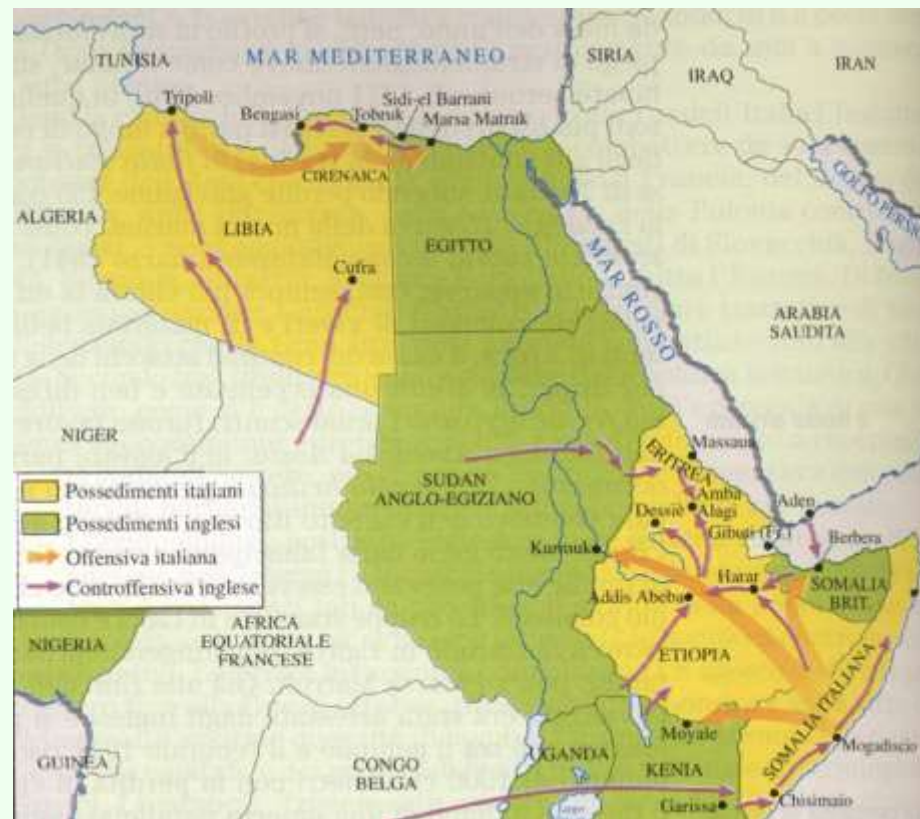 TUNISIA
MAR MEDITERRANEO
SIRIA
IRAQ
IRAN
Tripoli
Bengasi
Tobruk
Sidi-el Barrani
Marsa Matruk
CIRENAICA
GOLFO PERSI
ALGERIA
LIBIA
EGITTO
Cufra
MAR ROSSO
ARABIA
SAUDITA
NIGER
SUDAN
ANGLO-EGIZIANO
ERITREA
Massaua
Amba
Alagi
Dessiè
Aden
Gibuti (Fr.)
Berbera
Kurmuk
Harar
SOMALIA
BRIT.
Addis Abeba
Possedimenti italiani
Possedimenti inglesi
Offensiva italiana
Controffensiva inglese
NIGERIA
AFRICA
EQUATORIALE
FRANCESE
ETIOPIA
SOMALIA ITALIANA
Moyale
Mogadiscio
GUINEA
CONGO
BELGA
UGANDA
KENIA
Garissa
Chisimaio